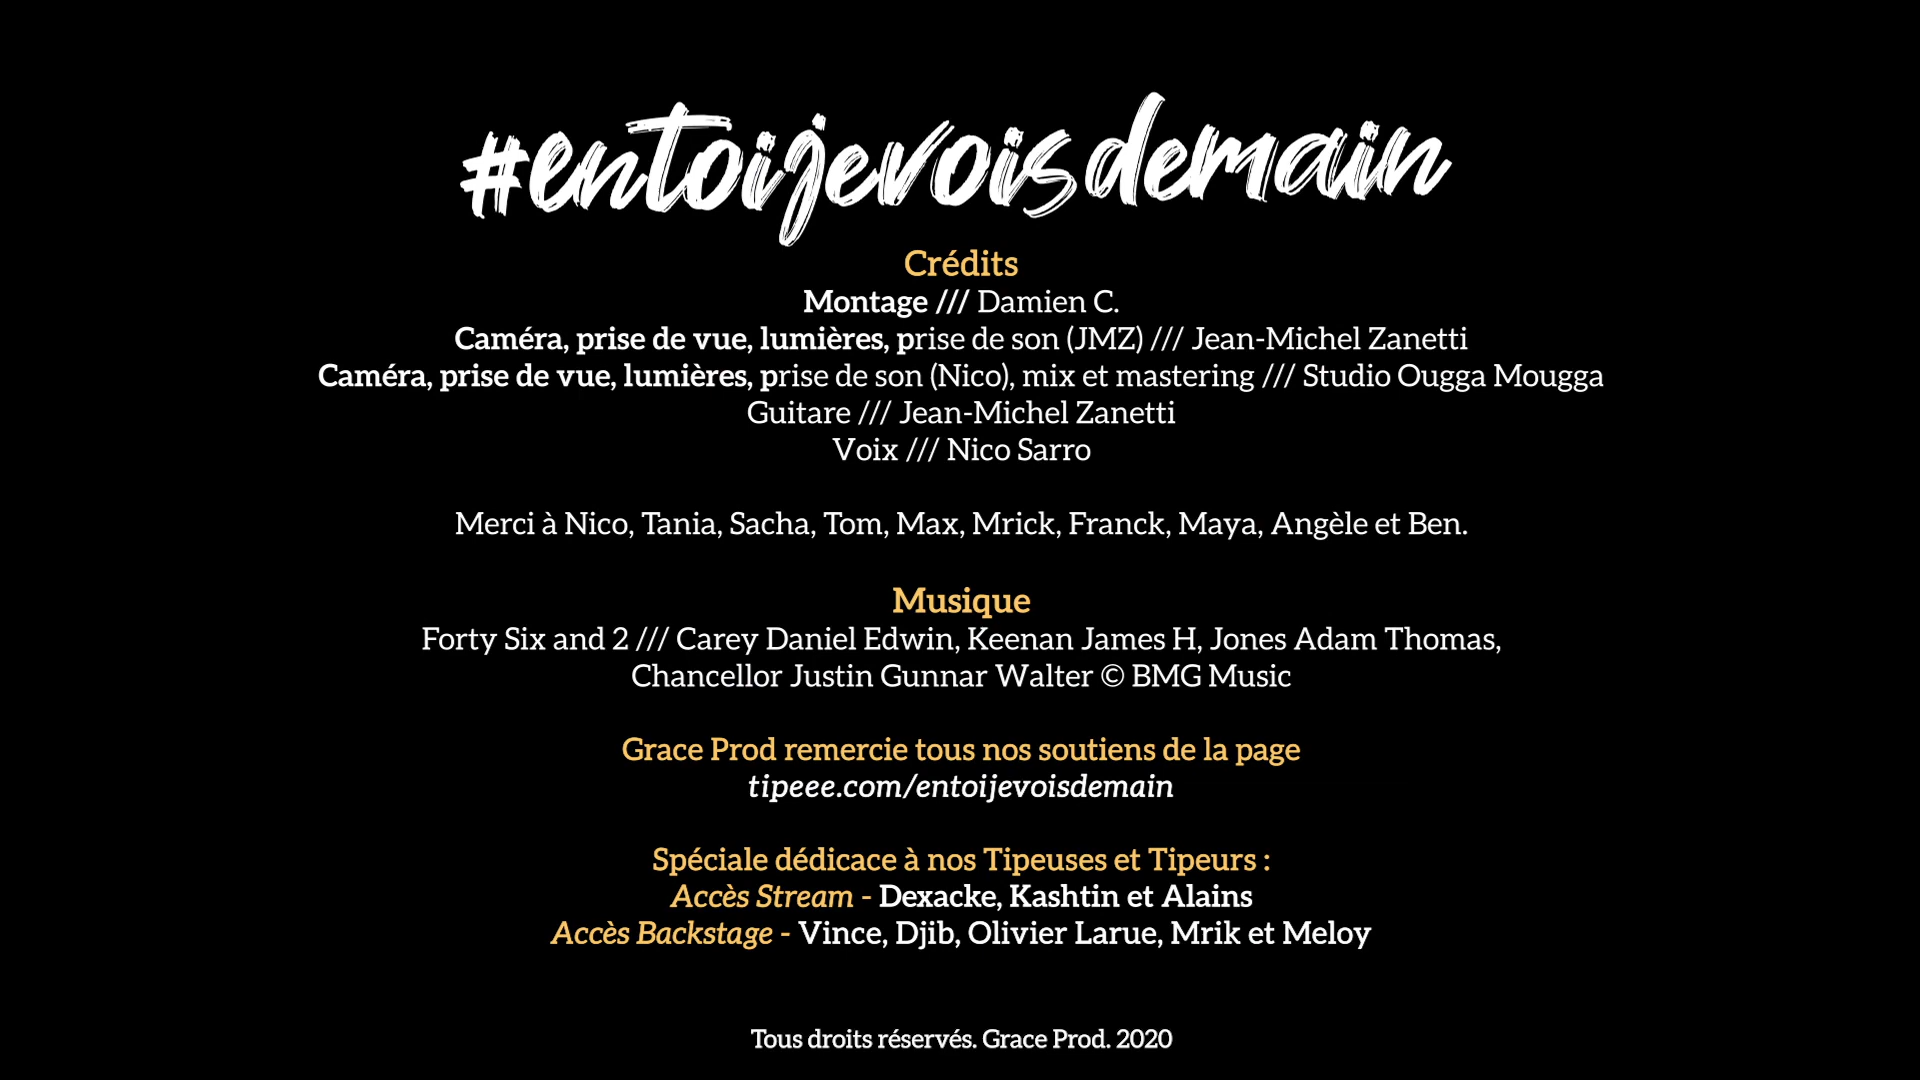 #entoijevoisdemain
Crédits
Montage /// Damien C.
Caméra, prise de vue, lumières, prise de son (JMZ) /// Jean-Michel Zanetti
Caméra, prise de vue, lumières, prise de son (Nico), mix et mastering /// Studio Ougga Mougga
Guitare /// Jean-Michel Zanetti
Voix /// Nico Sarro
Merci à Nico, Tania, Sacha, Tom, Max, Mrick, Franck, Maya, Angèle et Ben.
Musique
Forty Six and 2 /// Carey Daniel Edwin, Keenan James H, Jones Adam Thomas,
Chancellor Justin Gunnar Walter © BMG Music
Grace Prod remercie tous nos soutiens de la page
tipeee.com/entoijevoisdemain
Spéciale dédicace à nos Tipeuses et Tipeurs :
Accès Stream - Dexacke, Kashtin et Alains
Accès Backstage - Vince, Djib, Olivier Larue, Mrik et Meloy
Tous droits réservés. Grace Prod. 2020